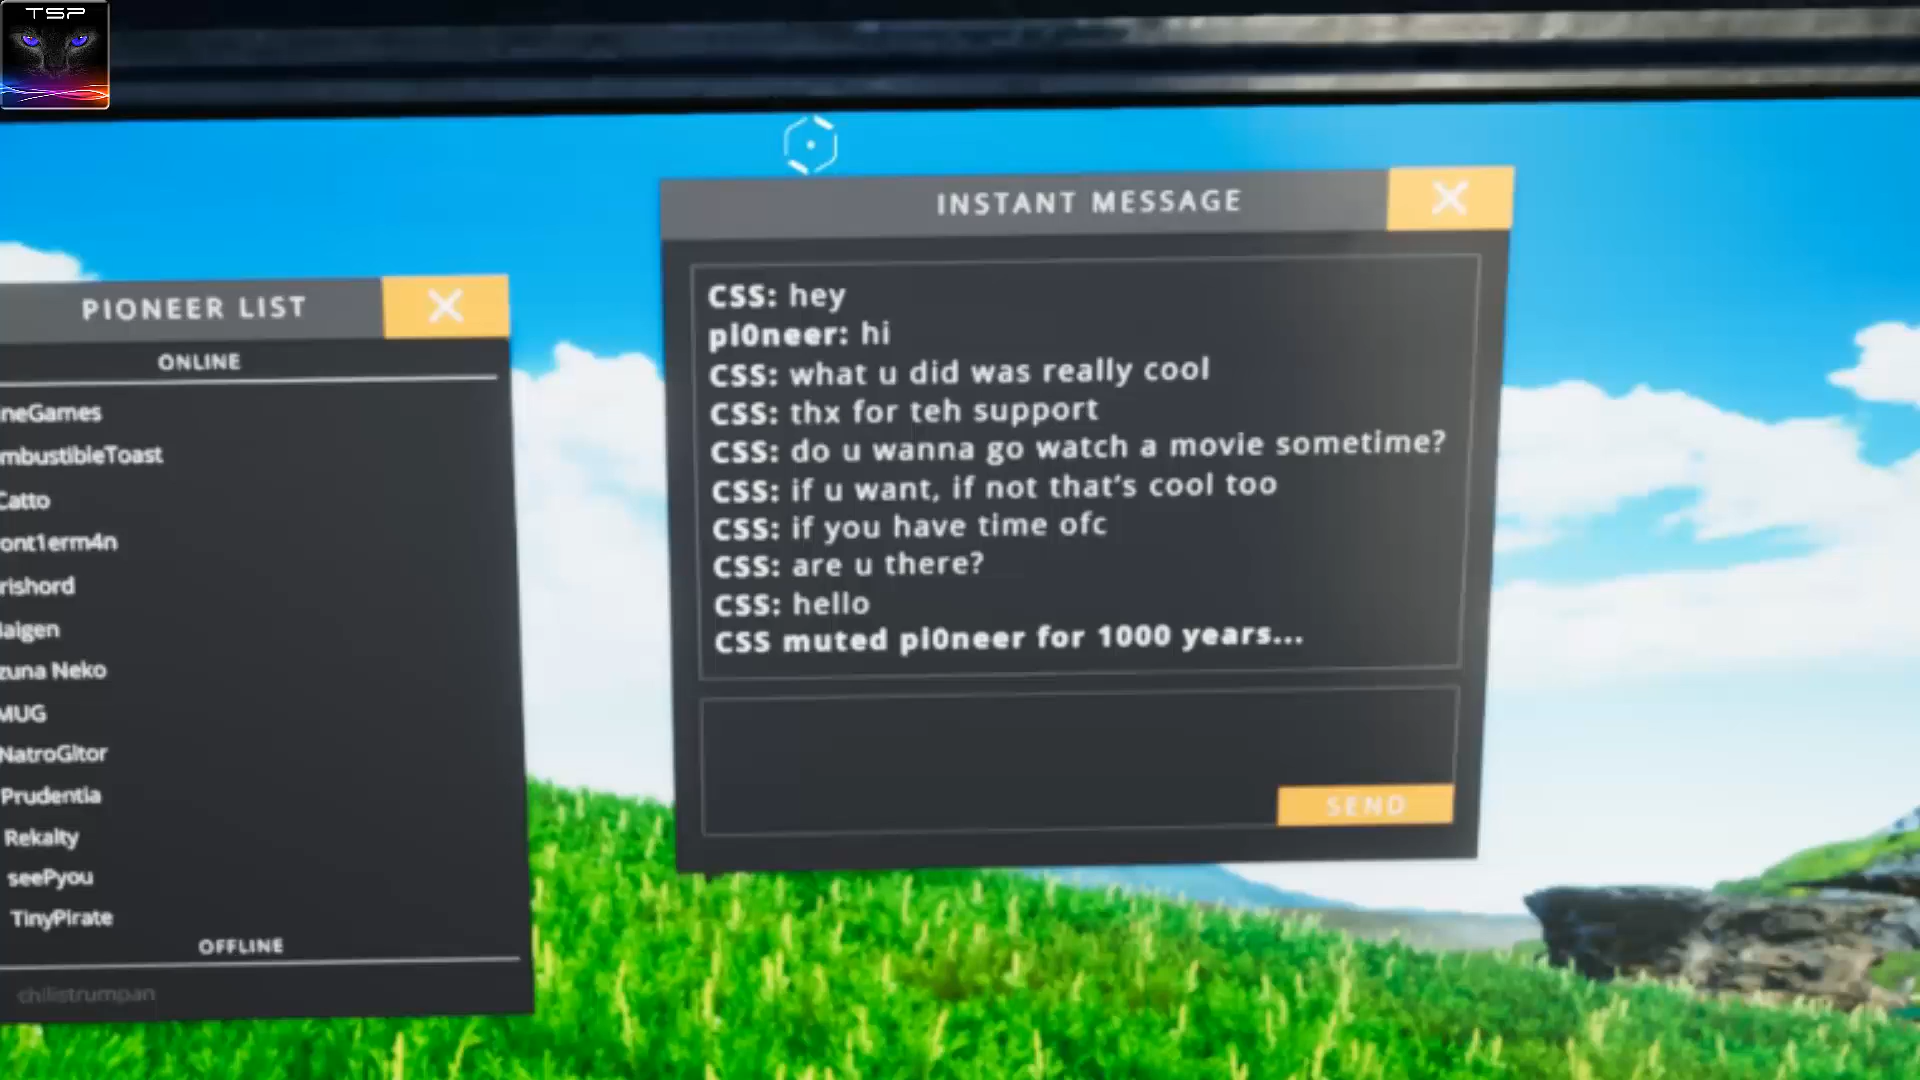 TSP
INSTANT MESSAGE
CSS: hey
pl0neer: hi
CSS: what u did was really cool
CSS: thx for teh support
CSS: do u wanna go watch a movie sometime?
CSS: if u want, if not that's cool too
CSS: if you have time ofc
CSS: are u there?
CSS: hello
CSS muted pl0neer for 1000 years...
SEND
PIONEER LIST
ONLINE
ineGames
mbustibleToast
Catto
ont1erm4n
rishord
aigen
zuna Neko
MUG
NatroGitor
Prudentia
Rekalty
seePyou
TinyPirate
OFFLINE
chilistrumpan